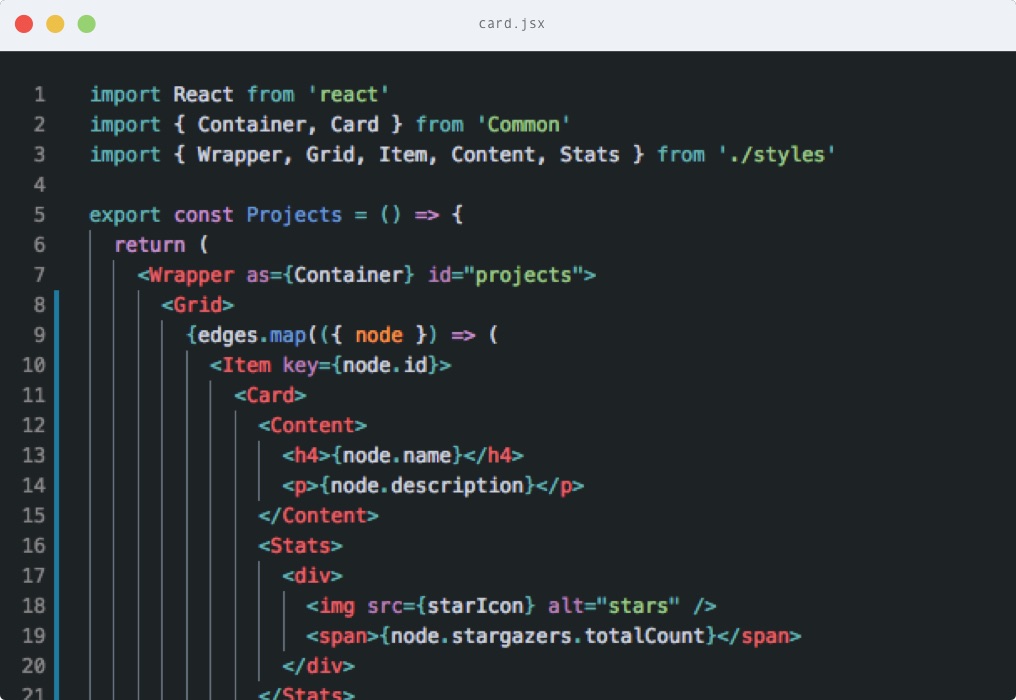 card.jsx
1 import React from 'react'
2 import { Container, Card } from 'Common'
3 import { Wrapper, Grid, Item, Content, Stats } from './styles'
4
5 export const Projects = () => {
6 return (
7 <Wrapper as={Container} id="projects">
8 <Grid>
9 {edges.map(({ node }) => (
10 <Item key={node.id}>
11 <Card>
12 <Content>
13 <h4>{node.name}</h4>
14 <p>{node.description}</p>
15 </Content>
16 <Stats>
17 <div>
18 <img src={starIcon} alt="stars" />
19 <span>{node.stargazers.totalCount}</span>
20 </div>
21 </Stats>